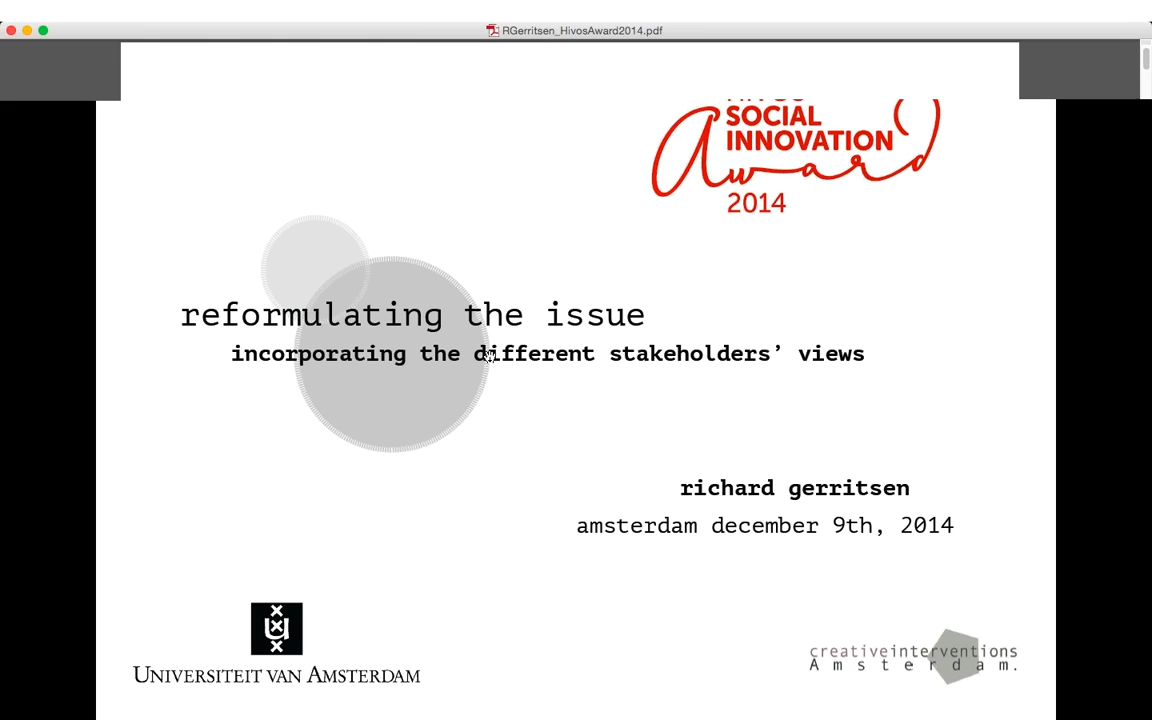 RGerritsen_HivosAward2014.pdf
SOCIAL
INNOVATION
Award
2014
reformulating the issue
incorporating the different stakeholders’ views
richard gerritsen
amsterdam december 9th, 2014
UNIVERSITEIT VAN AMSTERDAM
creativeinterventions
Amsterdam.